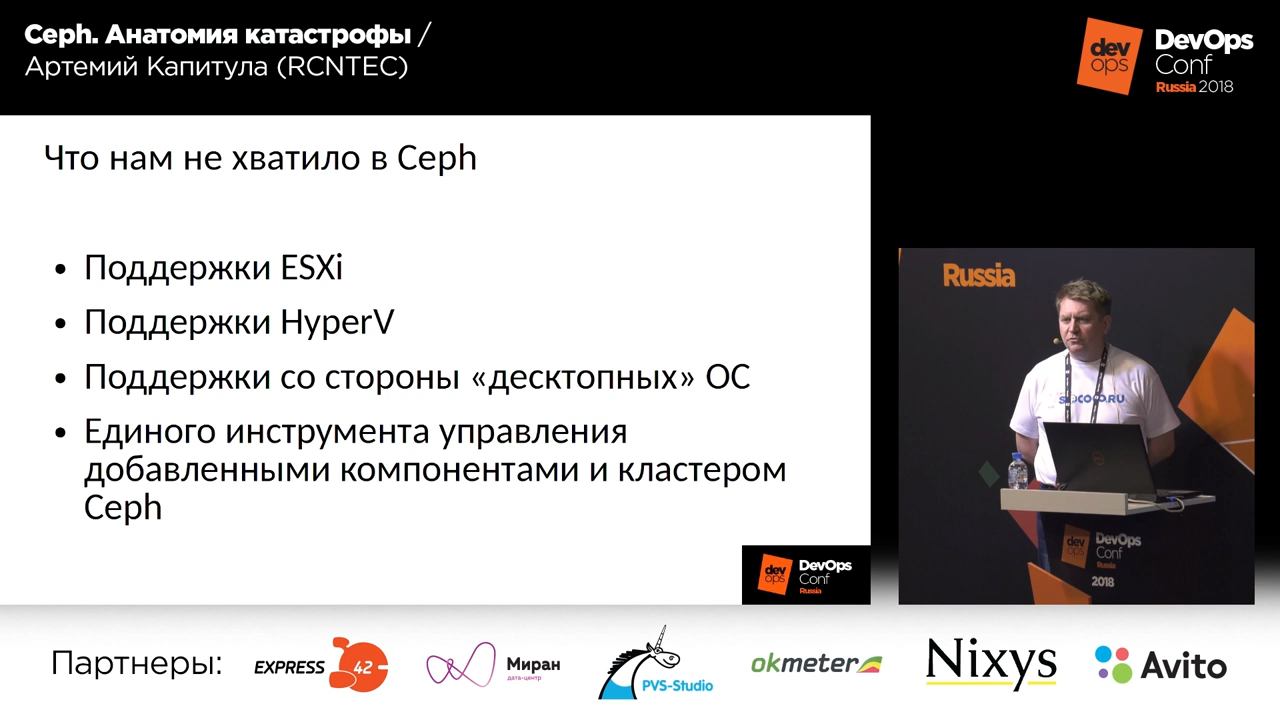 Ceph. Анатомия катастрофы /
Артемий Капитула (RCNTEC)
dev
ops
DevOps
Conf
Russia 2018
Что нам не хватило в Ceph
• Поддержки ESXi
• Поддержки HyperV
• Поддержки со стороны «десктопных» ОС
• Единого инструмента управления
добавленными компонентами и кластером
Ceph
dev
ops
DevOps
Conf
Russia
Russia
dev
ops
DevOps
Conf
Russia
2018
Партнеры:
EXPRESS 42
Миран
дата-центр
PVS-Studio
okmeter
Nixys
Avito